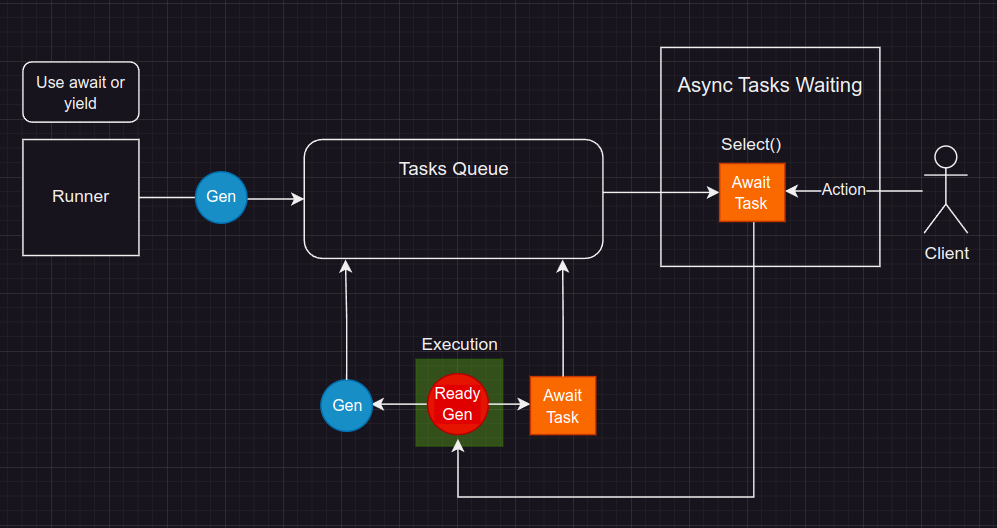 Use await or
yield
Runner
Gen
Tasks Queue
Async Tasks Waiting
Select()
Await
Task
Action
Client
Execution
Gen
Ready
Gen
Await
Task